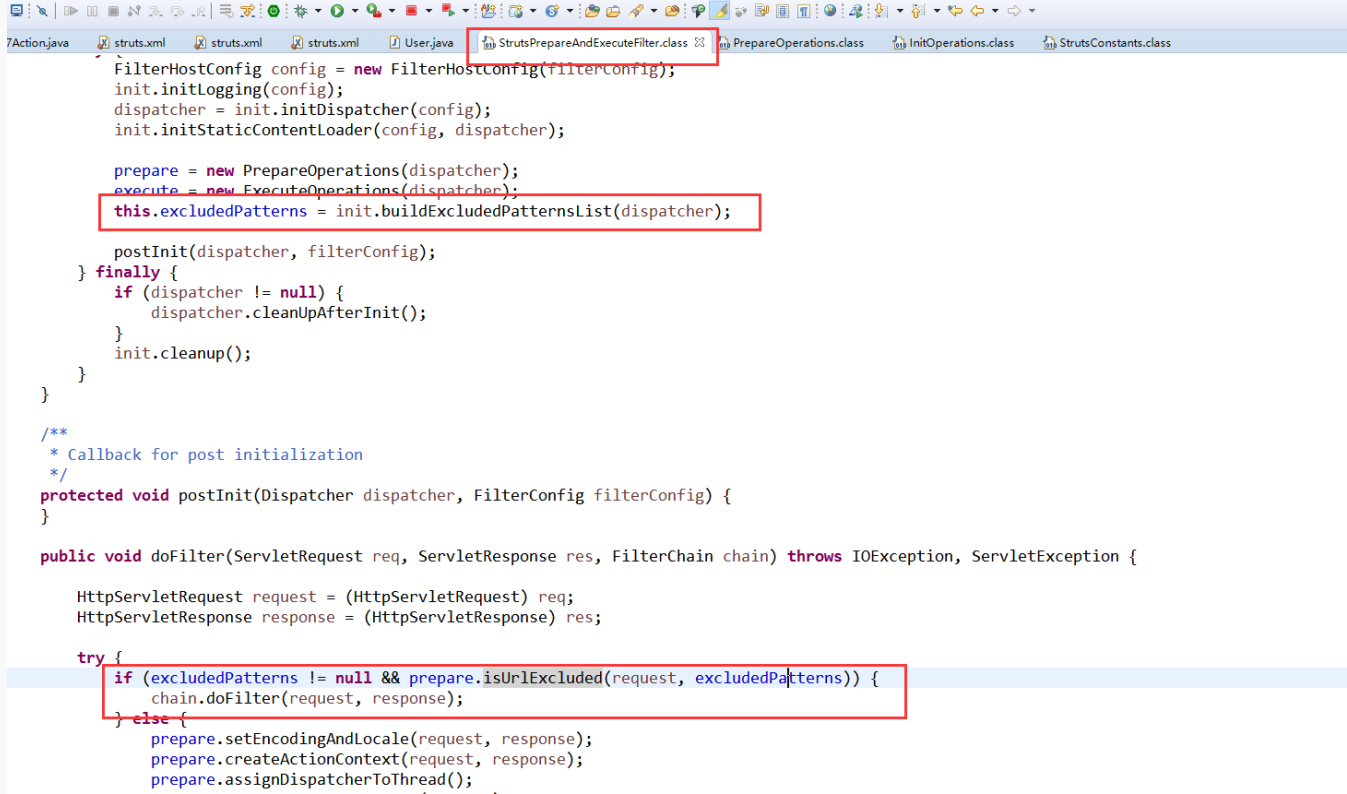 7Action.java struts.xml struts.xml struts.xml User.java StrutsPrepareAndExecuteFilter.class PrepareOperations.class InitOperations.class StrutsConstants.class
FilterHostConfig config = new FilterHostConfig(filterConfig);
init.initLogging(config);
dispatcher = init.initDispatcher(config);
init.initStaticContentLoader(config, dispatcher);
prepare = new PrepareOperations(dispatcher);
execute = new ExecuteOperations(dispatcher);
this.excludedPatterns = init.buildExcludedPatternsList(dispatcher);
postInit(dispatcher, filterConfig);
} finally {
if (dispatcher != null) {
dispatcher.cleanUpAfterInit();
}
init.cleanup();
}
}
/**
* Callback for post initialization
*/
protected void postInit(Dispatcher dispatcher, FilterConfig filterConfig) {
}
public void doFilter(ServletRequest req, ServletResponse res, FilterChain chain) throws IOException, ServletException {
HttpServletRequest request = (HttpServletRequest) req;
HttpServletResponse response = (HttpServletResponse) res;
try {
if (excludedPatterns != null && prepare.isUrlExcluded(request, excludedPatterns)) {
chain.doFilter(request, response);
} else {
prepare.setEncodingAndLocale(request, response);
prepare.createActionContext(request, response);
prepare.assignDispatcherToThread();